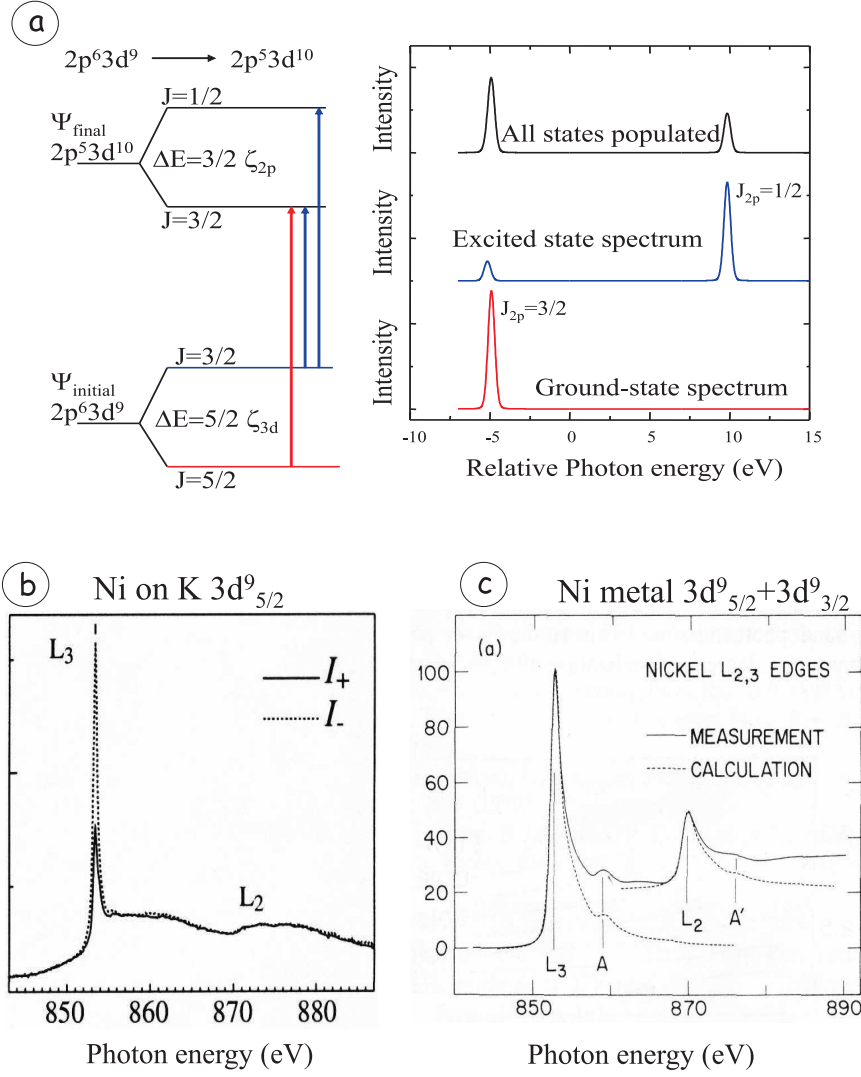 a
2p⁶3d⁹ → 2p⁵3d¹⁰
J=1/2
Ψfinal
2p⁵3d¹⁰
ΔE=3/2 ζ2p
J=3/2
J=3/2
Ψinitial
2p⁶3d⁹
ΔE=5/2 ζ3d
J=5/2
Intensity
All states populated
Intensity
J2p=1/2
Excited state spectrum
Intensity
J2p=3/2
Ground-state spectrum
-10 -5 0 5 10 15
Relative Photon energy (eV)
b
Ni on K 3d⁹5/2
L3
I+
I-
L2
850 860 870 880
Photon energy (eV)
c
Ni metal 3d⁹5/2+3d⁹3/2
(a)
NICKEL L2,3 EDGES
MEASUREMENT
CALCULATION
100
80
60
40
20
0
L3 A L2 A′
850 870 890
Photon energy (eV)